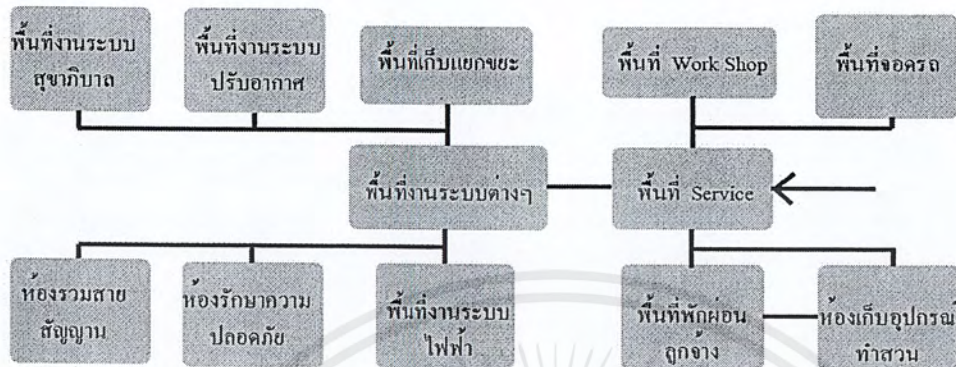 พื้นที่งานระบบ
สุขาภิบาล
พื้นที่งานระบบ
ปรับอากาศ
พื้นที่เก็บแยกขยะ
พื้นที่ Work Shop
พื้นที่จอดรถ
พื้นที่งานระบบต่างๆ
พื้นที่ Service
ห้องรวมสาย
สัญญาน
ห้องรักษาความ
ปลอดภัย
พื้นที่งานระบบ
ไฟฟ้า
พื้นที่พักผ่อน
ลูกจ้าง
ห้องเก็บอุปกรณ์
ทำสวน